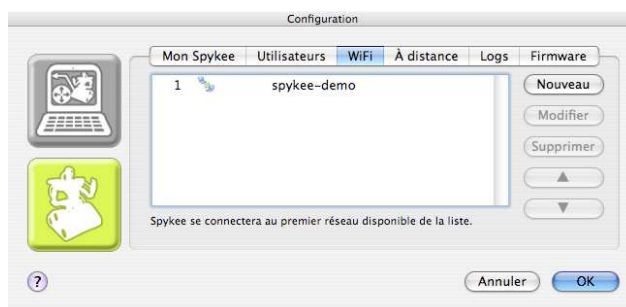 Configuration
Mon Spykee Utilisateurs WiFi À distance Logs Firmware
1 spykee-demo
Nouveau
Modifier
Supprimer
Spykee se connectera au premier réseau disponible de la liste.
? Annuler OK